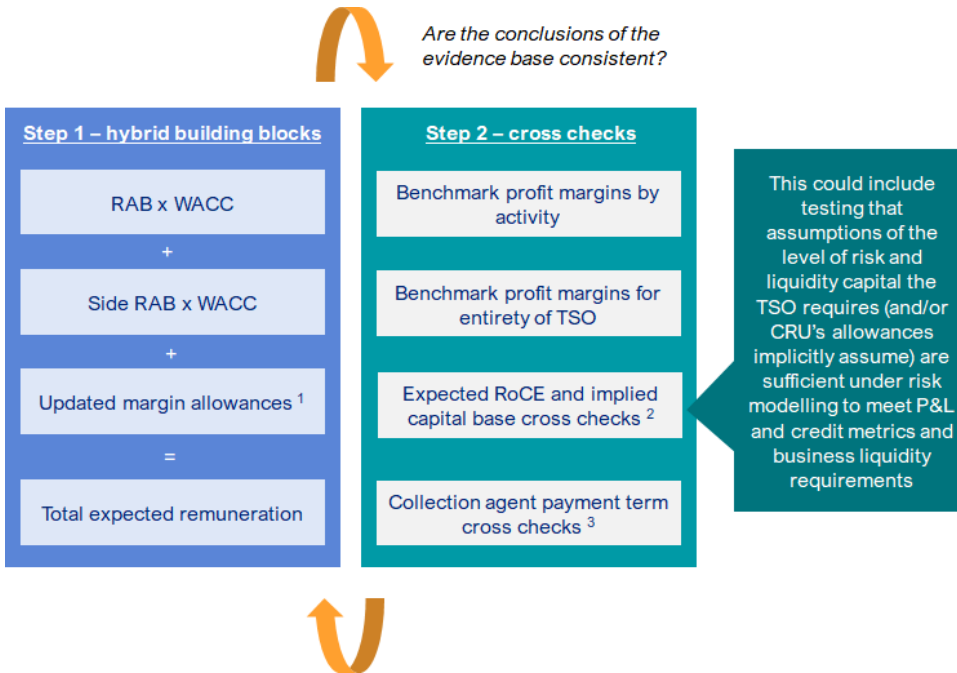 Are the conclusions of the
evidence base consistent?
Step 1 – hybrid building blocks
RAB x WACC
+
Side RAB x WACC
+
Updated margin allowances 1
=
Total expected remuneration
Step 2 – cross checks
Benchmark profit margins by
activity
Benchmark profit margins for
entirety of TSO
Expected RoCE and implied
capital base cross checks 2
Collection agent payment term
cross checks 3
This could include
testing that
assumptions of the
level of risk and
liquidity capital the
TSO requires (and/or
CRU's allowances
implicitly assume) are
sufficient under risk
modelling to meet P&L
and credit metrics and
business liquidity
requirements